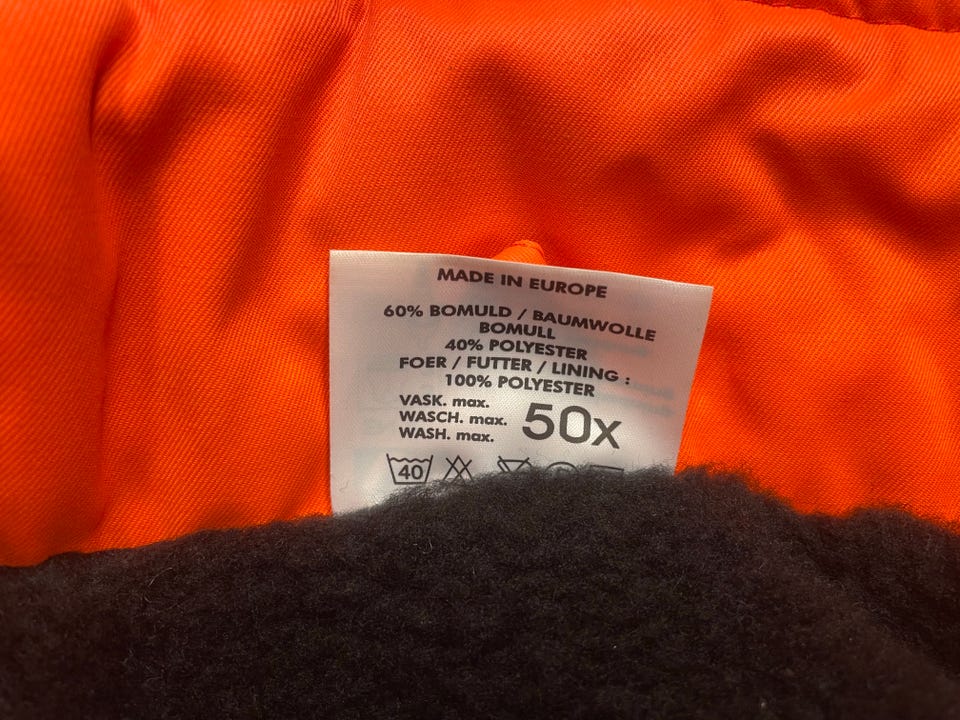 MADE IN EUROPE
60% BOMULD / BAUMWOLLE
BOMULL
40% POLYESTER
FOER / FUTTER / LINING :
100% POLYESTER
VASK. max.
WASCH. max.
WASH. max.
50x
40